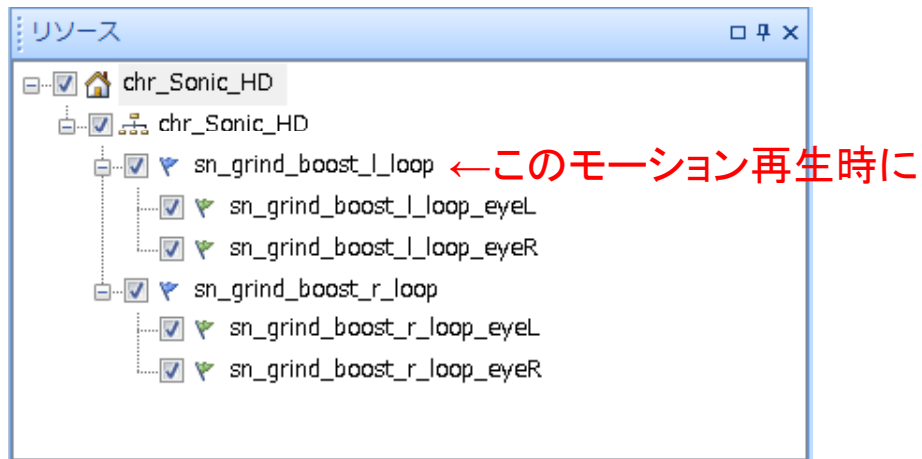 リソース
chr_Sonic_HD
chr_Sonic_HD
sn_grind_boost_l_loop ←このモーション再生時に
sn_grind_boost_l_loop_eyeL
sn_grind_boost_l_loop_eyeR
sn_grind_boost_r_loop
sn_grind_boost_r_loop_eyeL
sn_grind_boost_r_loop_eyeR